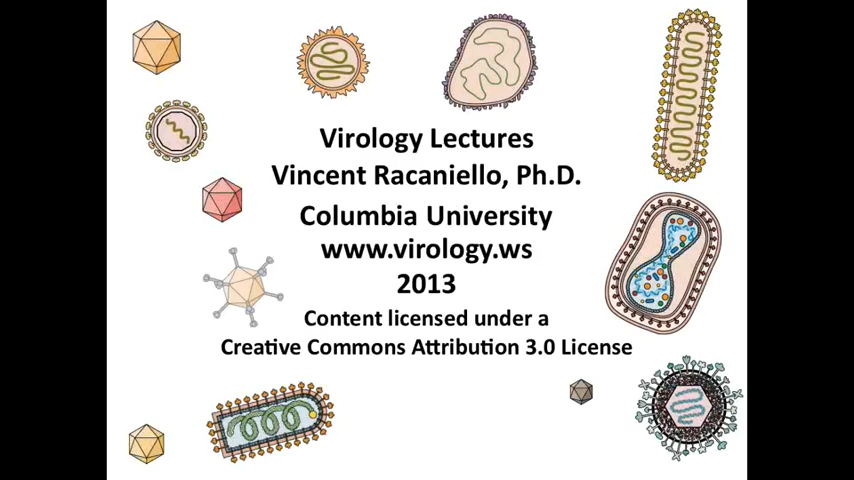 Virology Lectures
Vincent Racaniello, Ph.D.
Columbia University
www.virology.ws
2013
Content licensed under a
Creative Commons Attribution 3.0 License